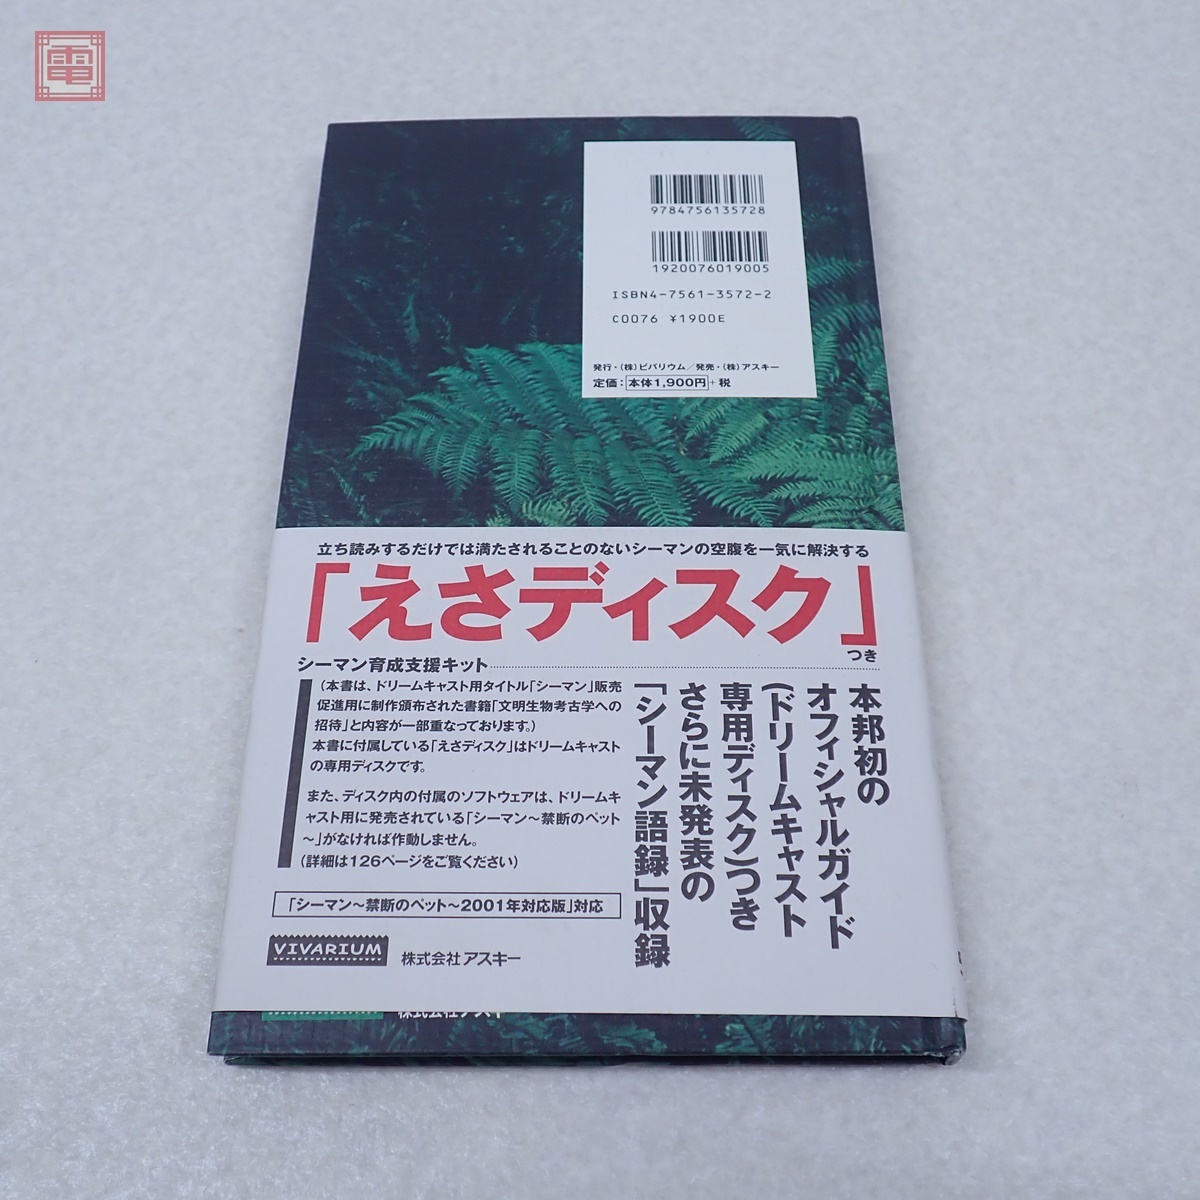 電
9784756135728
1920076019005
ISBN4-7561-3572-2
C0076 ¥1900E
発行・(株)ビバリウム/発売・(株)アスキー
定価:本体1,900円+税
立ち読みするだけでは満たされることのないシーマンの空腹を一気に解決する
「えさディスク」
つき
シーマン育成支援キット
(本書は、ドリームキャスト用タイトル「シーマン」販売
促進用に制作頒布された書籍「文明生物考古学への
招待」と内容が一部重なっております。)
本書に付属している「えさディスク」はドリームキャスト
の専用ディスクです。
また、ディスク内の付属のソフトウェアは、ドリームキ
ャスト用に発売されている「シーマン〜禁断のペット
〜」がなければ作動しません。
(詳細は126ページをご覧ください)
本邦初の
オフィシャルガイド
(ドリームキャスト
専用ディスク)つき
さらに未発表の
「シーマン語録」収録
「シーマン〜禁断のペット〜2001年対応版」対応
VIVARIUM
株式会社アスキー
株式会社アスキー